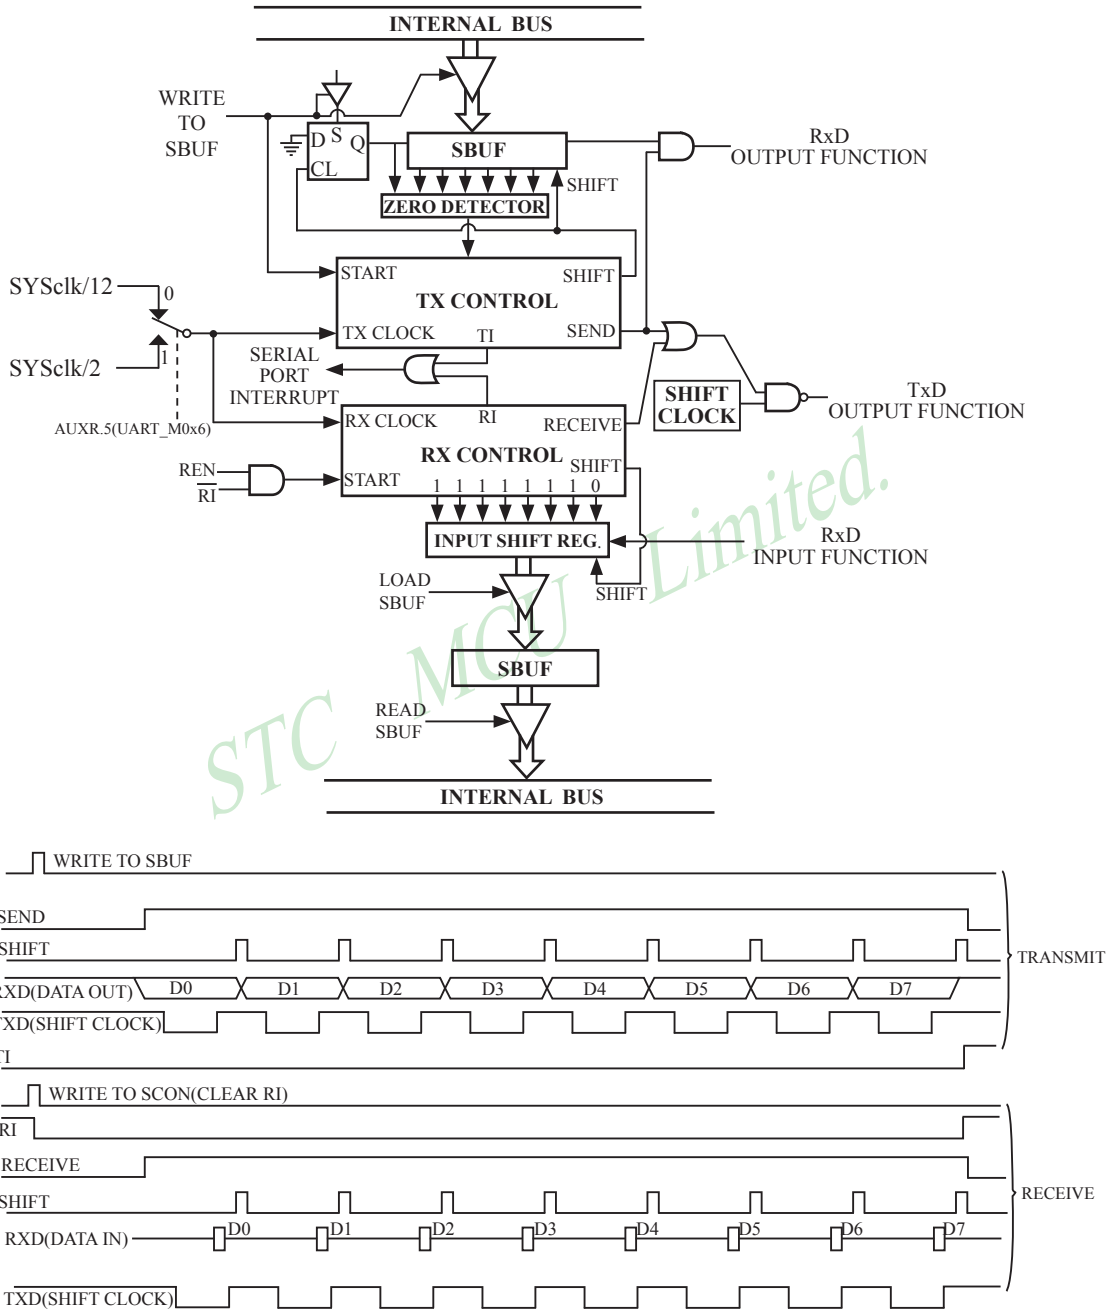 INTERNAL BUS
WRITE
TO
SBUF
D S Q
CL
SBUF
RxD
OUTPUT FUNCTION
SHIFT
ZERO DETECTOR
START
SHIFT
TX CONTROL
TX CLOCK
TI
SEND
SYSclk/12
0
SYSclk/2
1
SERIAL
PORT
INTERRUPT
SHIFT
CLOCK
TxD
OUTPUT FUNCTION
AUXR.5(UART_M0x6)
RX CLOCK
RI
RECEIVE
RX CONTROL
SHIFT
START
REN
RI
1 1 1 1 1 1 1 0
INPUT SHIFT REG.
RxD
INPUT FUNCTION
LOAD
SBUF
SHIFT
SBUF
READ
SBUF
INTERNAL BUS
STC MCU Limited.
WRITE TO SBUF
SEND
SHIFT
RXD(DATA OUT) D0 D1 D2 D3 D4 D5 D6 D7
TXD(SHIFT CLOCK)
TI
TRANSMIT
WRITE TO SCON(CLEAR RI)
RI
RECEIVE
SHIFT
RXD(DATA IN) D0 D1 D2 D3 D4 D5 D6 D7
TXD(SHIFT CLOCK)
RECEIVE